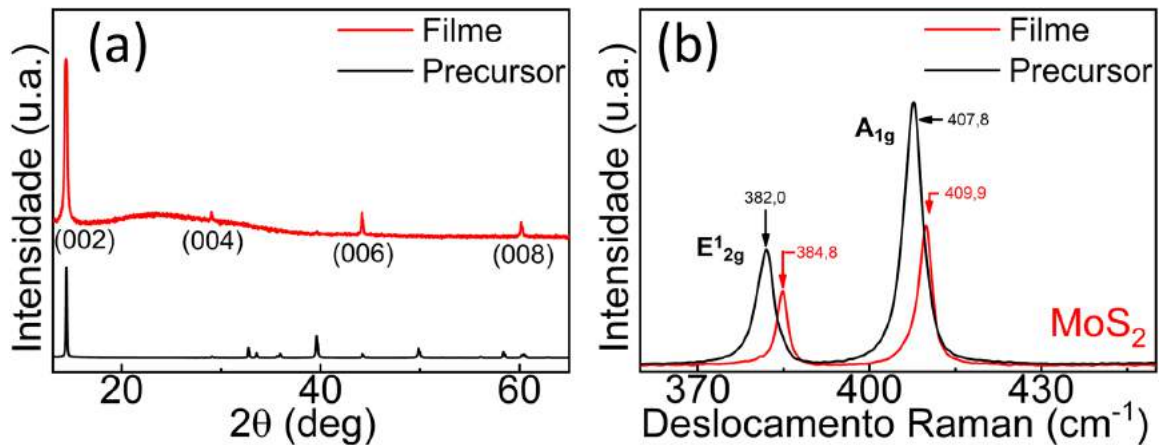 (a)
Filme
Precursor
Intensidade (u.a.)
(002)
(004)
(006)
(008)
20
40
60
2θ (deg)
(b)
Filme
Precursor
Intensidade (u.a.)
A1g
407,8
409,9
382,0
E¹2g
384,8
MoS₂
370
400
430
Deslocamento Raman (cm⁻¹)